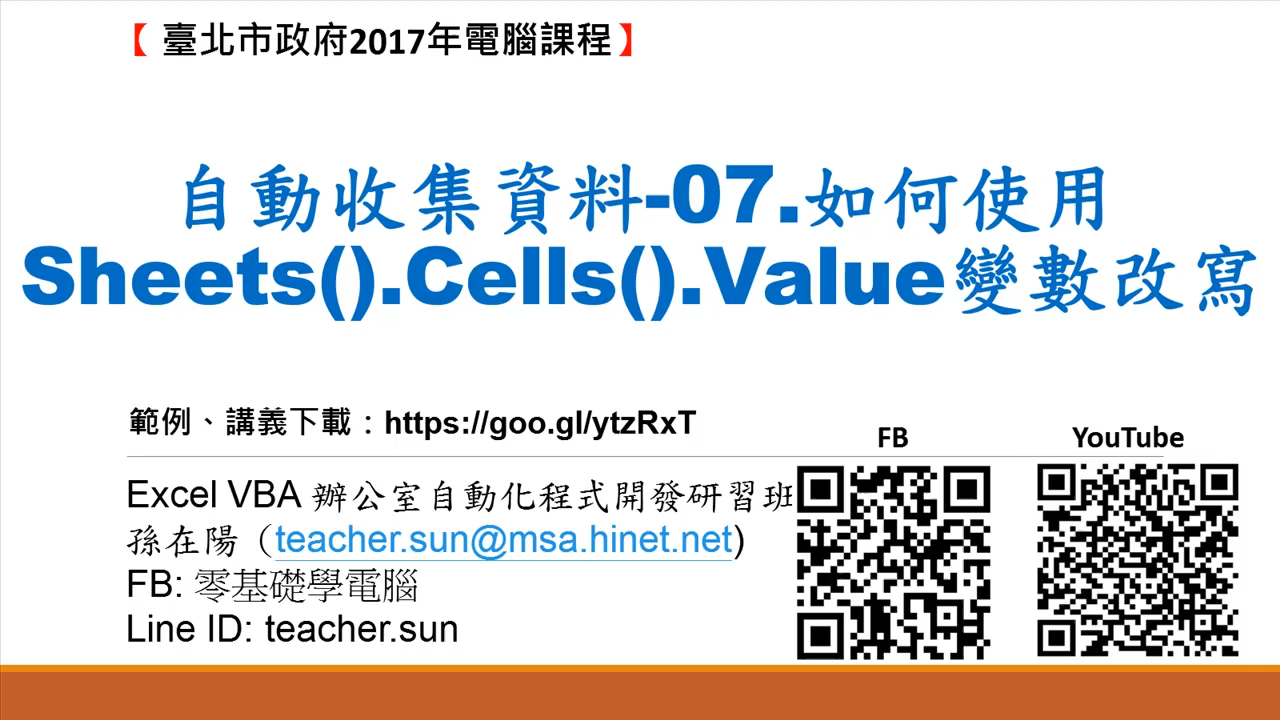 【 臺北市政府2017年電腦課程】
自動收集資料-07.如何使用
Sheets().Cells().Value變數改寫
範例、講義下載：https://goo.gl/ytzRxT
FB
YouTube
Excel VBA 辦公室自動化程式開發研習班
孫在陽（teacher.sun@msa.hinet.net)
FB: 零基礎學電腦
Line ID: teacher.sun